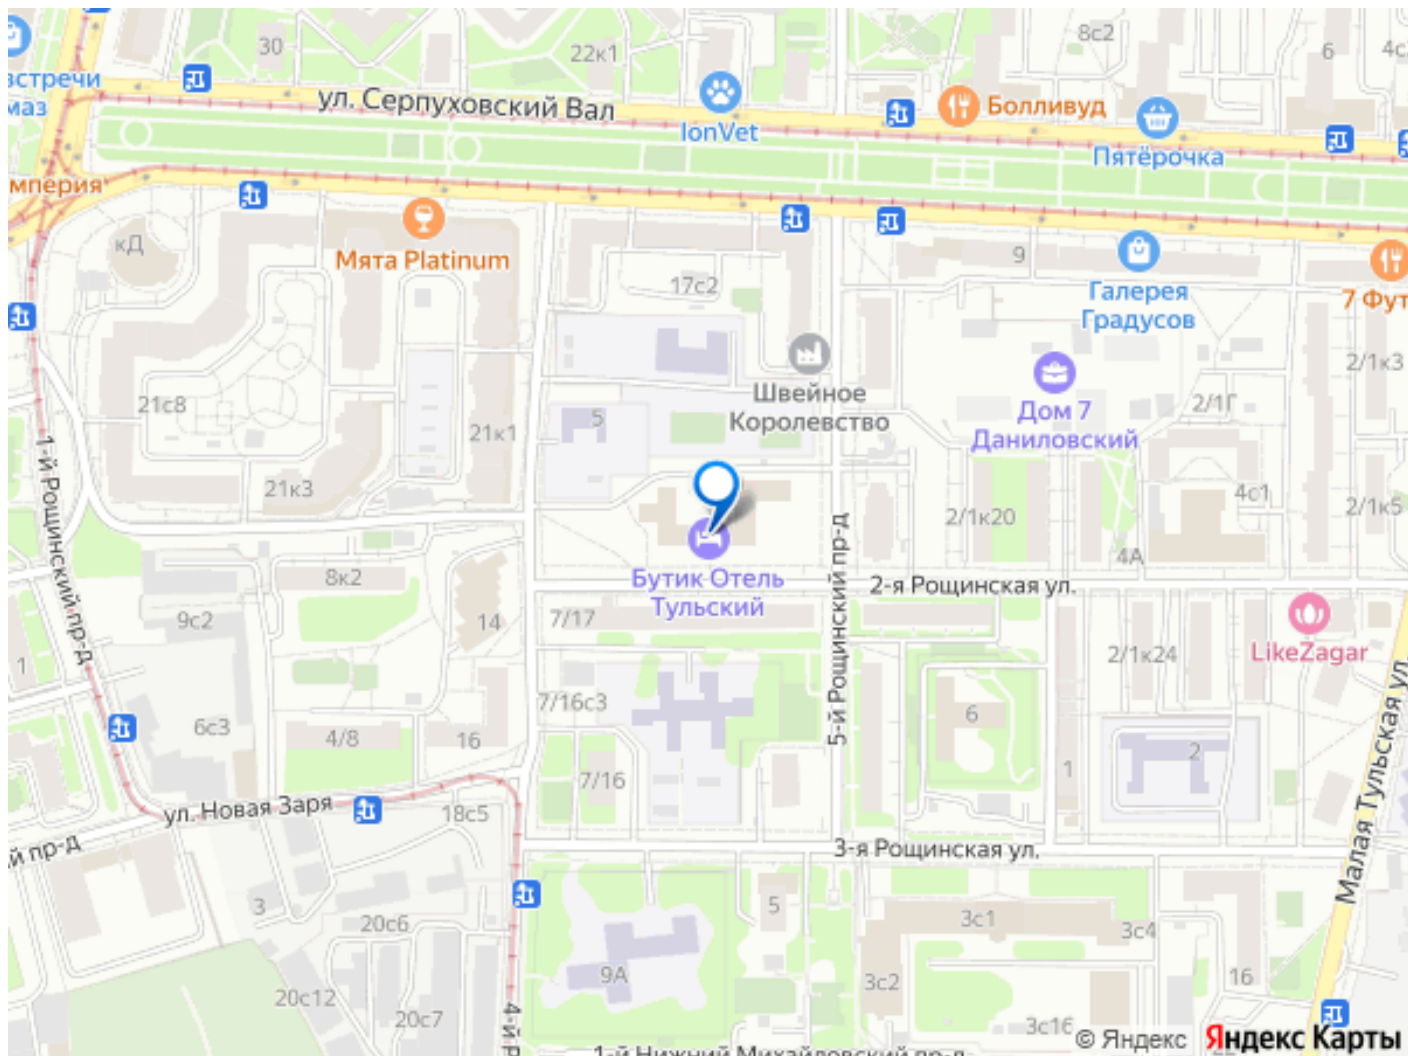 30
22к1
8с2
6
встречи
маз
ул. Серпуховский Вал
IonVet
Болливуд
Пятёрочка
мперия
кД
Мята Platinum
17с2
9
Галерея
Градусов
7 Фут
2/1к3
Швейное
Королевство
Дом 7
Даниловский
2/1Г
21с8
21к1
5
21к3
4с1
2/1к5
2/1к20
4А
1-й Рощинский пр-д
8к2
Бутик Отель
Тульский
5-й Рощинский пр-д
2-я Рощинская ул.
9с2
14
7/17
1
2/1к24
LikeZagar
7/16с3
6
6с3
4/8
16
7/16
1
2
Малая Тульская ул
ул. Новая Заря
18с5
й пр-д
3-я Рощинская ул.
3
20с6
5
3с1
3с4
9А
3с2
16
20с12
20с7
4-й Р
3с16
© Яндекс
Яндекс Карты
1-й Нижний Михайловский пр-д